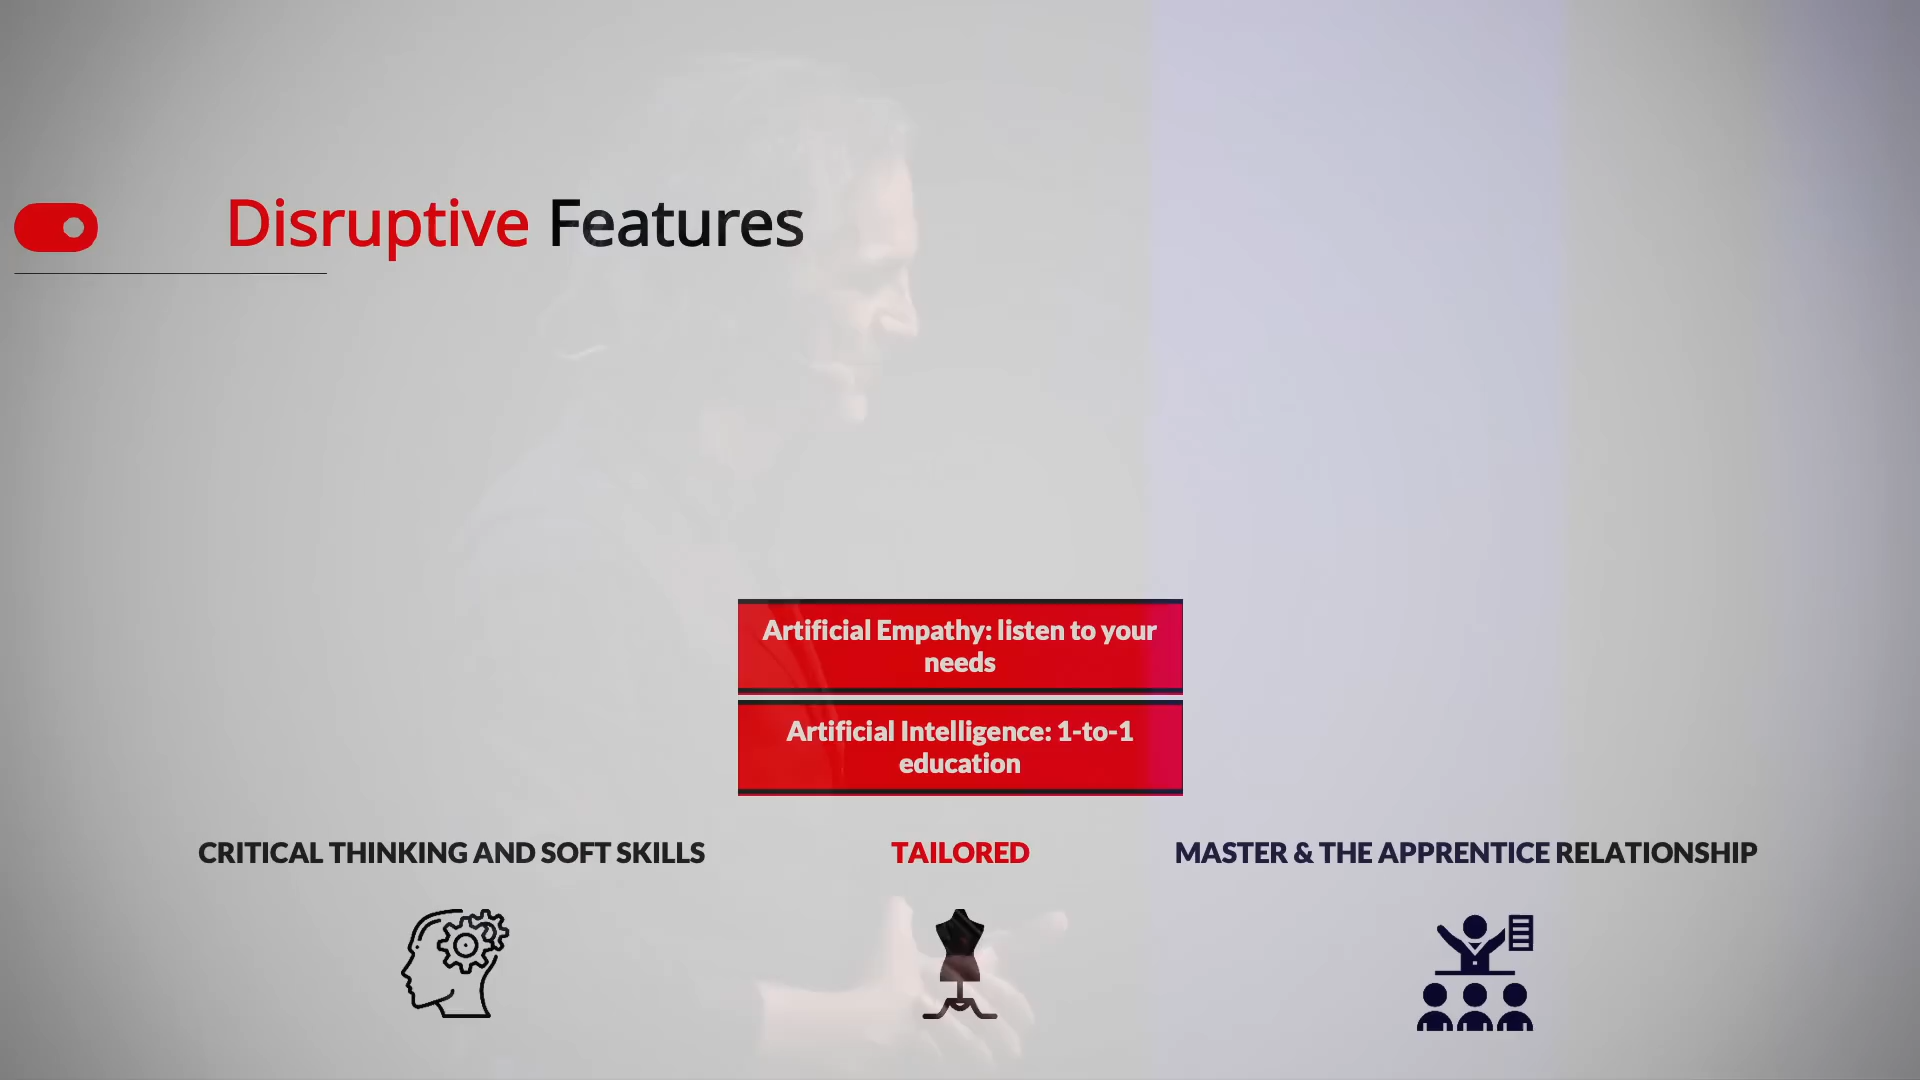 Disruptive Features
Artificial Empathy: listen to your
needs
Artificial Intelligence: 1-to-1
education
CRITICAL THINKING AND SOFT SKILLS
TAILORED
MASTER & THE APPRENTICE RELATIONSHIP